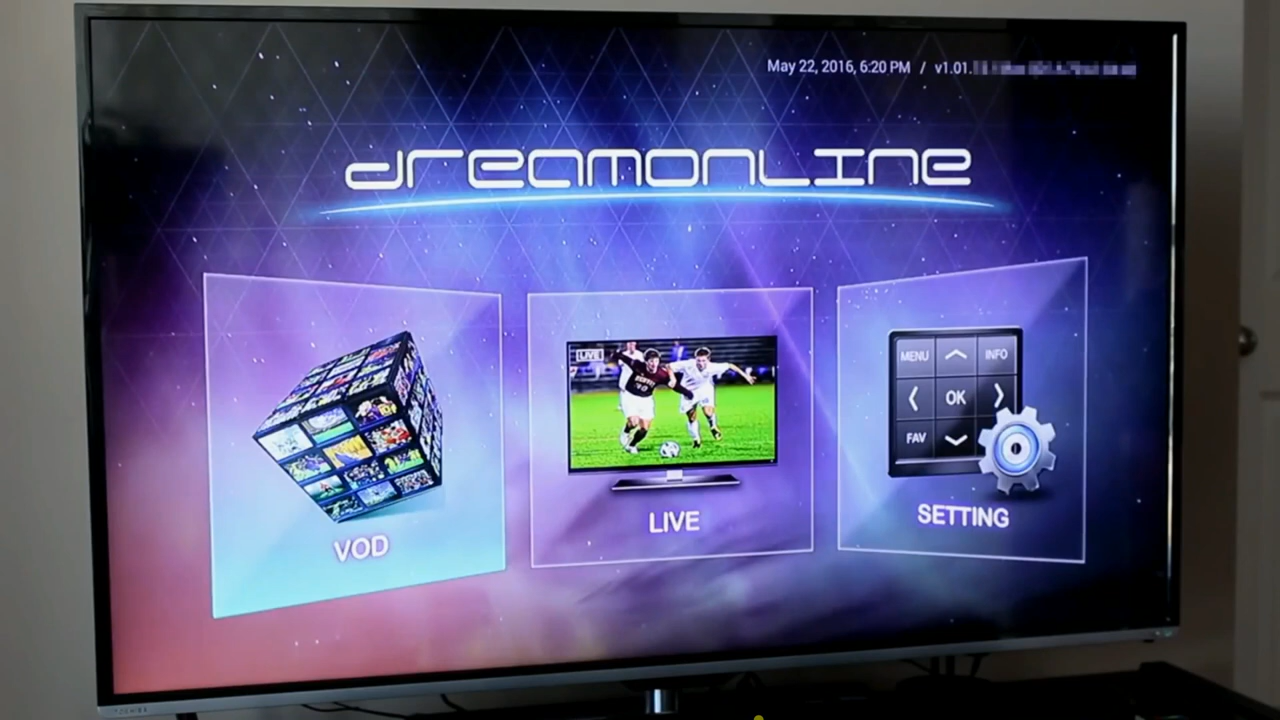 May 22, 2016, 6:20 PM / v1.01.
dreamonline
LIVE
MENU
INFO
OK
FAV
VOD
LIVE
SETTING